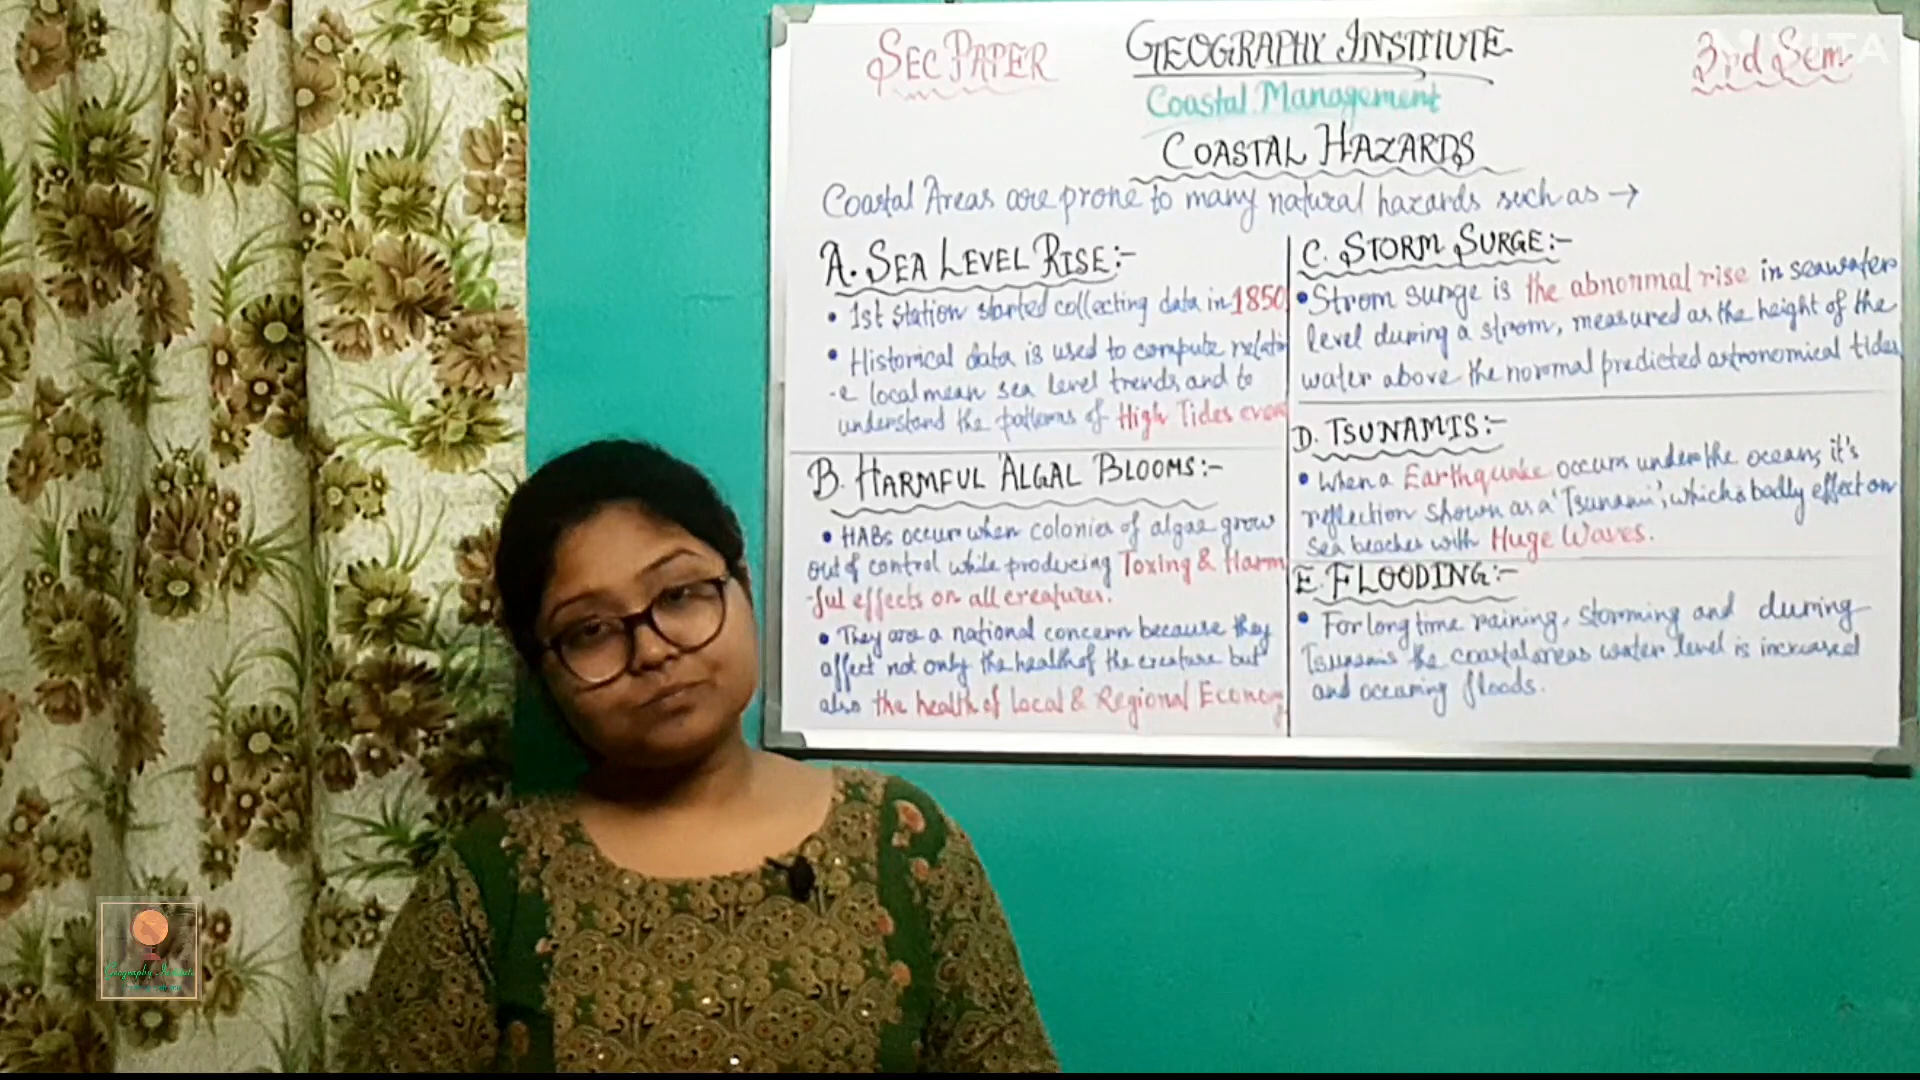 SEC PAPER
GEOGRAPHY INSTITUTE
3rd Sem
Coastal Management
COASTAL HAZARDS
Coastal Areas are prone to many natural hazards such as →
A. SEA LEVEL RISE:-
• 1st station started collecting data in 1850
• Historical data is used to compute relati
-e local mean sea level trends and to
understand the patterns of High Tides even
B. HARMFUL ALGAL BLOOMS:-
• HABs occur when colonies of algae grow
out of control while producing Toxing & Harm
-ful effects on all creatures.
• They are a national concern because they
affect not only the health of the creature but
also the health of local & Regional Economy
C. STORM SURGE:-
• Strom surge is the abnormal rise in seawater
level during a strom, measured as the height of the
water above the normal predicted astronomical tides
D. TSUNAMIS:-
• When a Earthqunke occurs under the oceans, it's
reflection shown as a 'Tsunami', which is badly effect on
sea beaches with Huge Waves.
E. FLOODING:-
• For long time raining, storming and during
Tsunamis the coastal areas water level is increased
and occuring floods.
Geography Institute